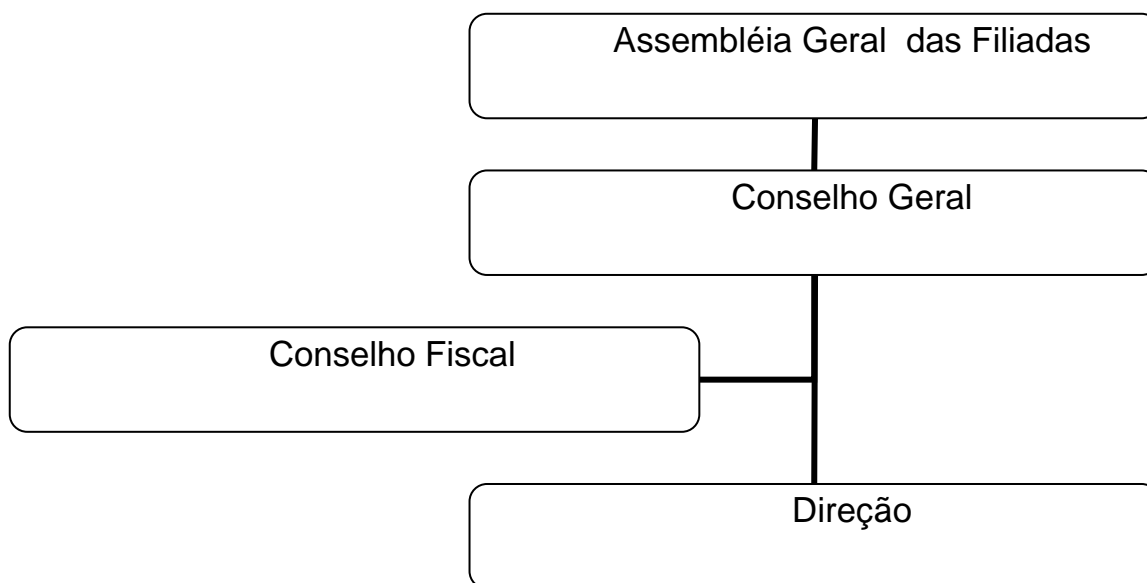 Assembléia Geral  das Filiadas
Conselho Geral
Conselho Fiscal
Direção